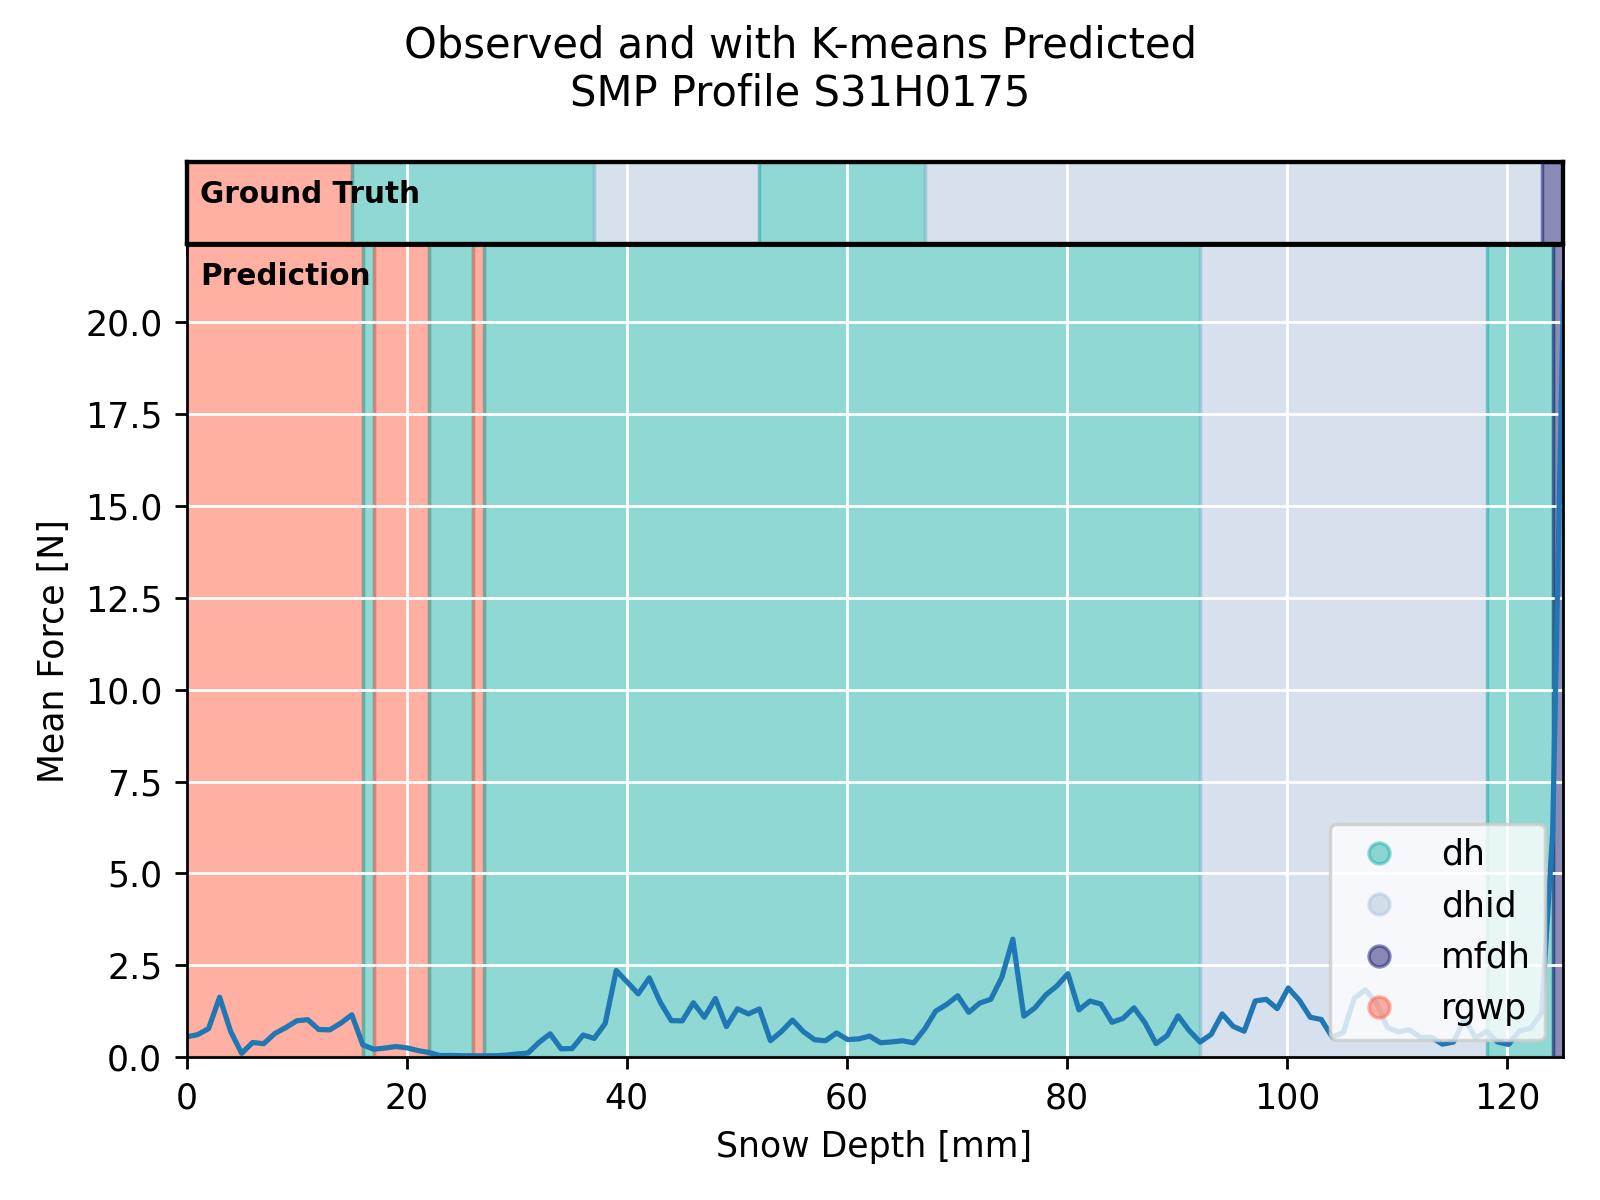 Observed and with K-means Predicted
SMP Profile S31H0175
Ground Truth
Prediction
20.0
17.5
15.0
12.5
10.0
7.5
5.0
2.5
0.0
Mean Force [N]
dh
dhid
mfdh
rgwp
0 20 40 60 80 100 120
Snow Depth [mm]